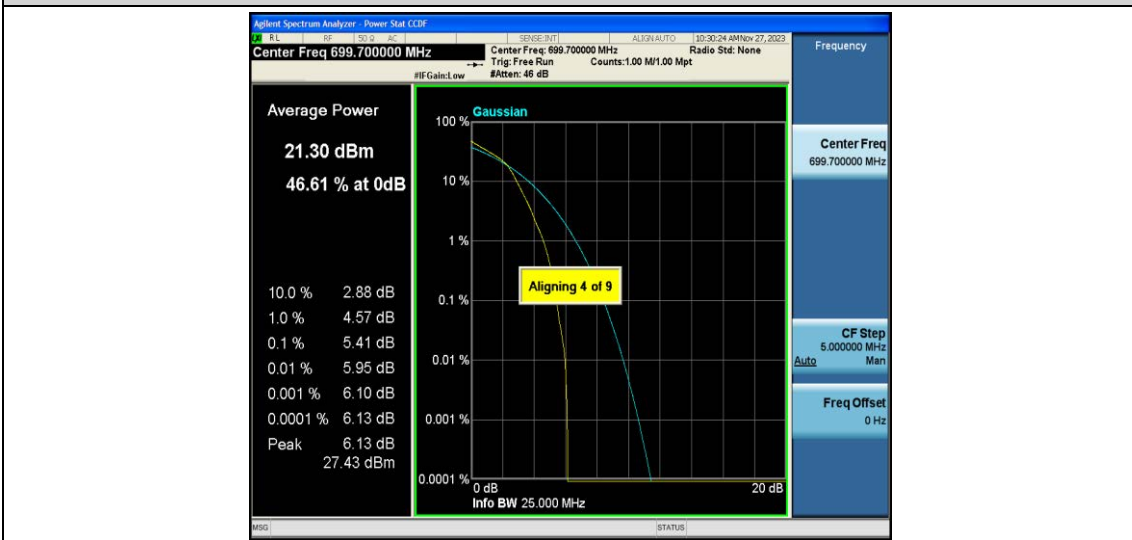 Agilent Spectrum Analyzer - Power Stat CCDF
RL RF 50 Ω AC SENSE:INT ALIGN AUTO 10:30:24 AM Nov 27, 2023
Center Freq 699.700000 MHz
Center Freq: 699.700000 MHz Radio Std: None
Trig: Free Run Counts:1.00 M/1.00 Mpt
#IFGain:Low #Atten: 46 dB
Frequency
Average Power
21.30 dBm
46.61 % at 0dB
10.0 % 2.88 dB
1.0 % 4.57 dB
0.1 % 5.41 dB
0.01 % 5.95 dB
0.001 % 6.10 dB
0.0001 % 6.13 dB
Peak 6.13 dB
27.43 dBm
Gaussian
100 %
10 %
1 %
0.1 %
0.01 %
0.001 %
0.0001 %
Aligning 4 of 9
0 dB 20 dB
Info BW 25.000 MHz
Center Freq
699.700000 MHz
CF Step
5.000000 MHz
Auto Man
Freq Offset
0 Hz
MSG STATUS